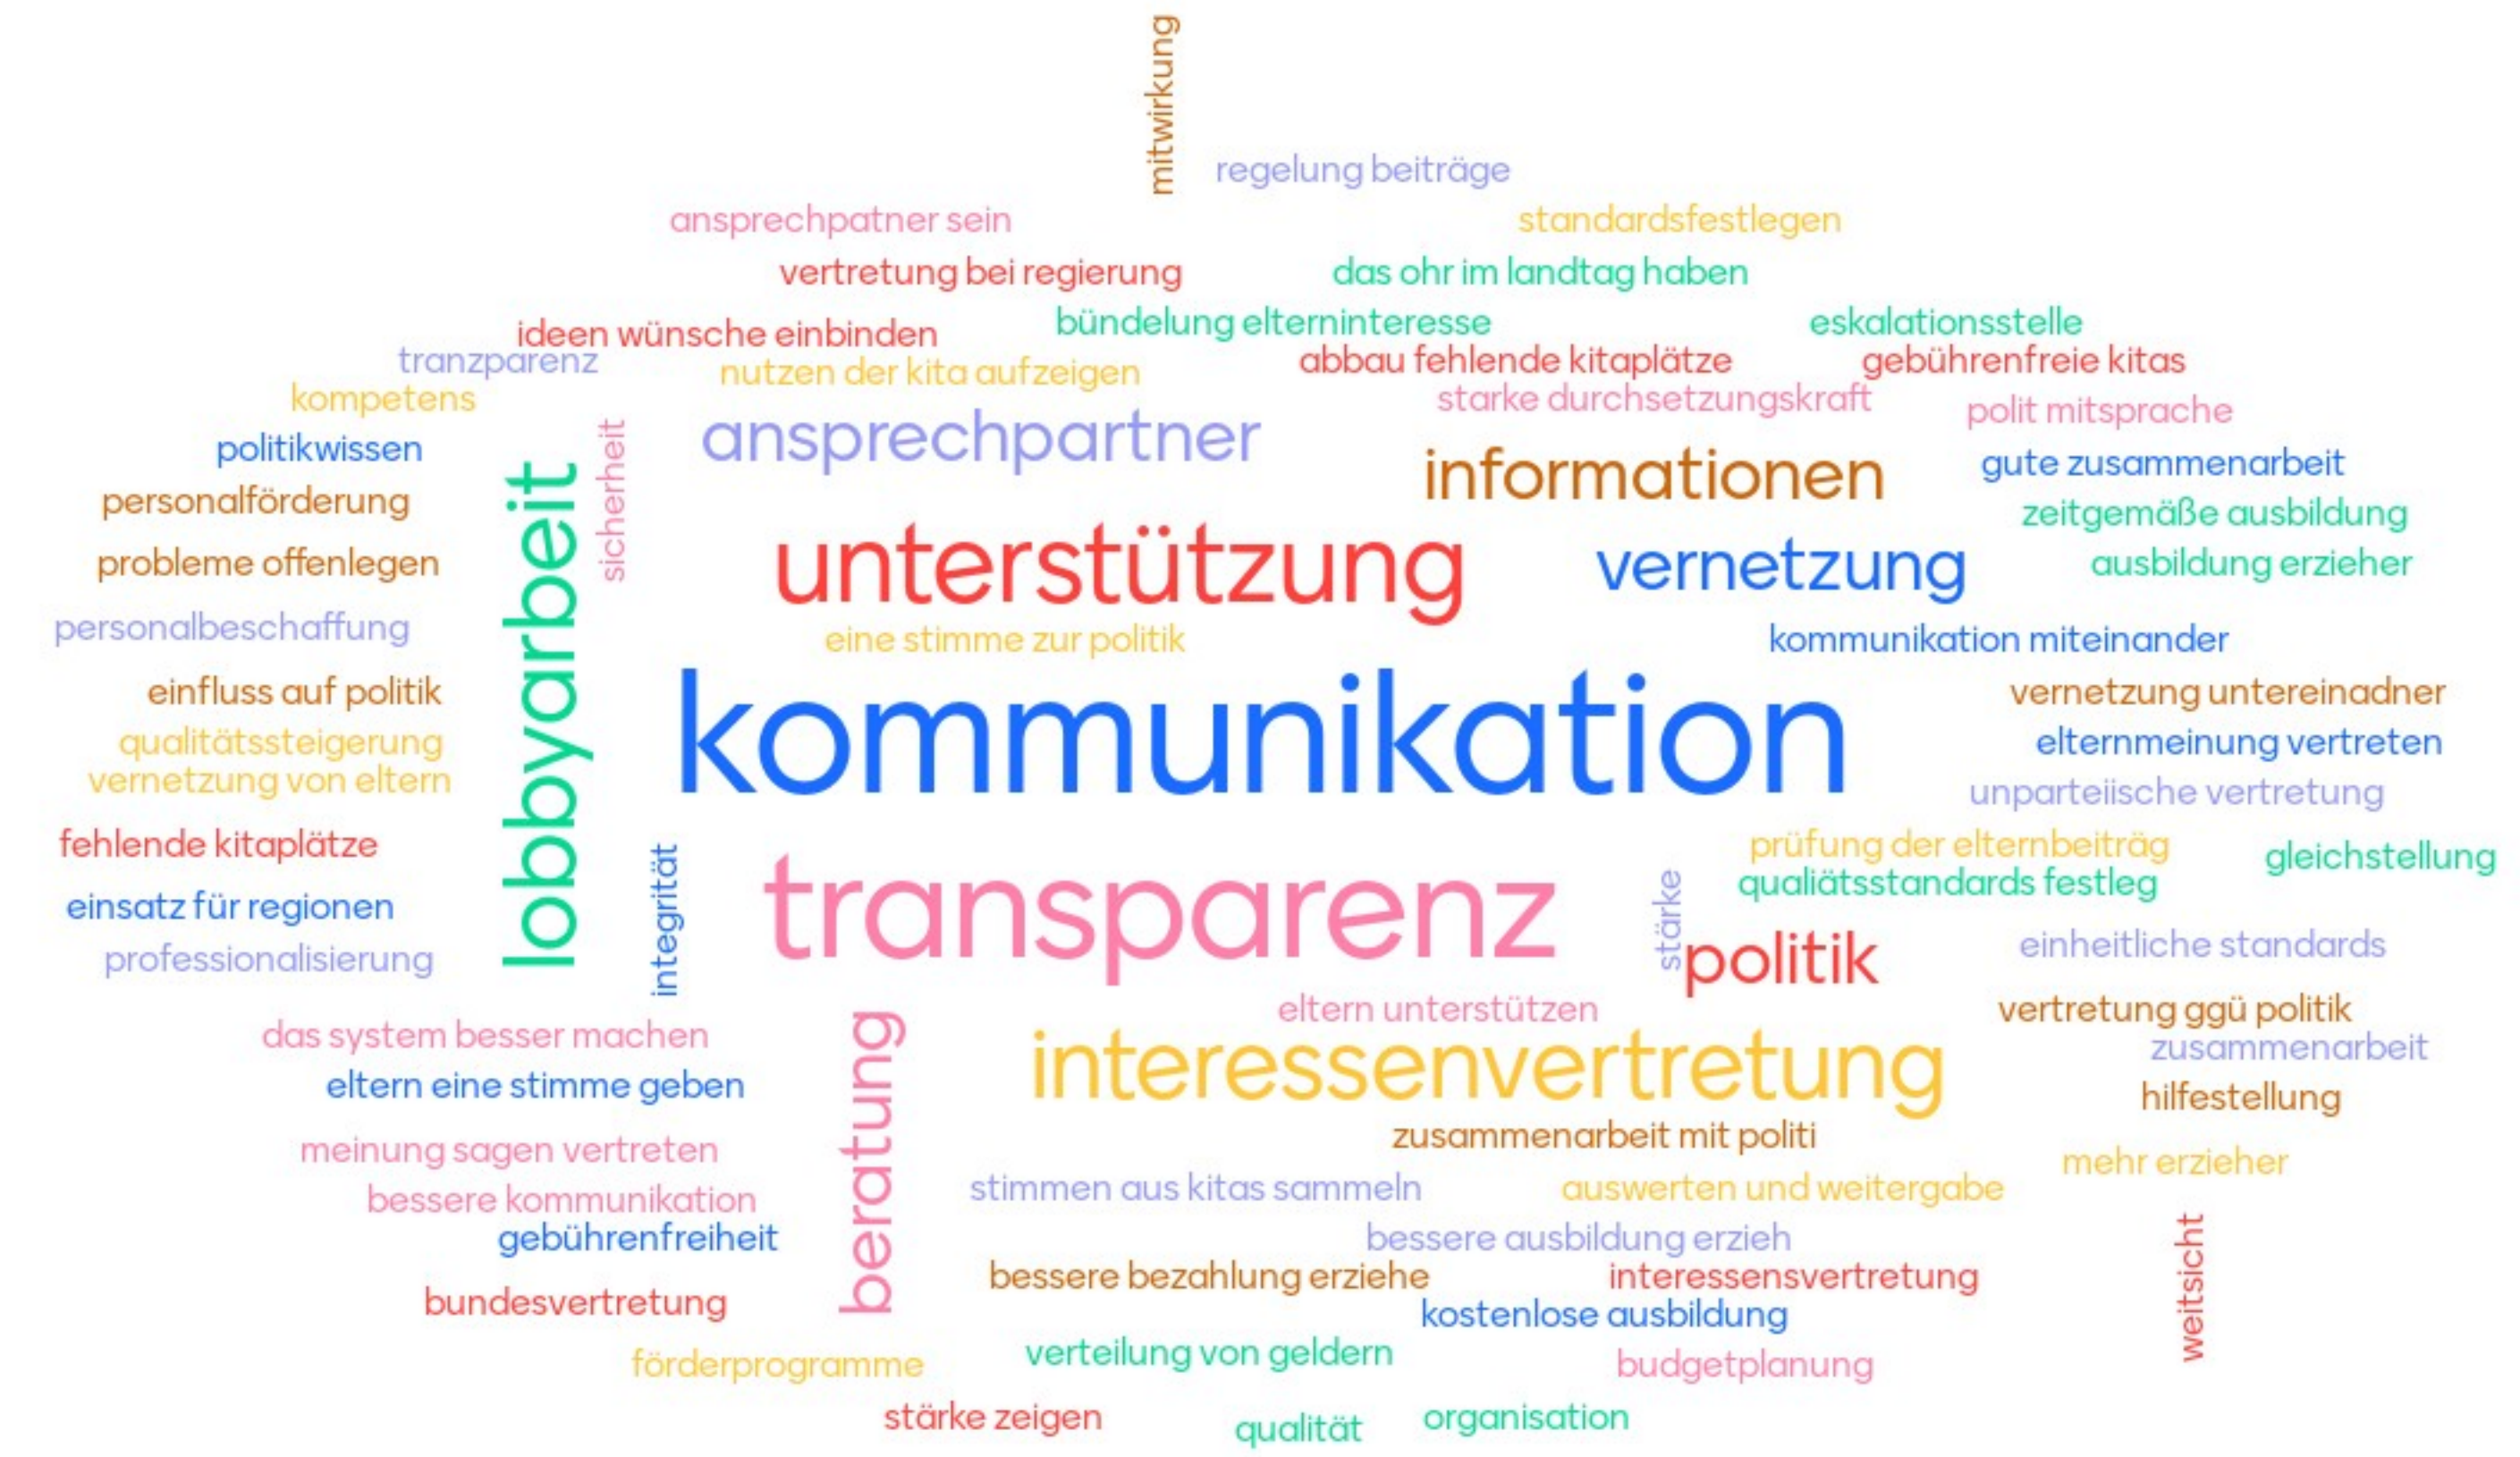 mitwirkung
regelung beiträge
ansprechpatner sein
standardsfestlegen
vertretung bei regierung
das ohr im landtag haben
bündelung elterninteresse
eskalationsstelle
ideen wünsche einbinden
tranzparenz
nutzen der kita aufzeigen
abbau fehlende kitaplätze
gebührenfreie kitas
kompetens
starke durchsetzungskraft
polit mitsprache
politikwissen
sicherheit
ansprechpartner
informationen
gute zusammenarbeit
personalförderung
zeitgemäße ausbildung
probleme offenlegen
lobbyarbeit
unterstützung
vernetzung
ausbildung erzieher
personalbeschaffung
eine stimme zur politik
kommunikation miteinander
einfluss auf politik
kommunikation
vernetzung untereinadner
qualitätssteigerung
elternmeinung vertreten
vernetzung von eltern
unparteiische vertretung
fehlende kitaplätze
prüfung der elternbeiträg
gleichstellung
qualiätsstandards festleg
einsatz für regionen
integrität
transparenz
stärke
politik
einheitliche standards
professionalisierung
eltern unterstützen
vertretung ggü politik
das system besser machen
zusammenarbeit
eltern eine stimme geben
beratung
interessenvertretung
hilfestellung
zusammenarbeit mit politi
meinung sagen vertreten
mehr erzieher
bessere kommunikation
stimmen aus kitas sammeln
auswerten und weitergabe
gebührenfreiheit
bessere ausbildung erzieh
weitsicht
bessere bezahlung erziehe
interessensvertretung
bundesvertretung
kostenlose ausbildung
verteilung von geldern
förderprogramme
budgetplanung
stärke zeigen
qualität
organisation